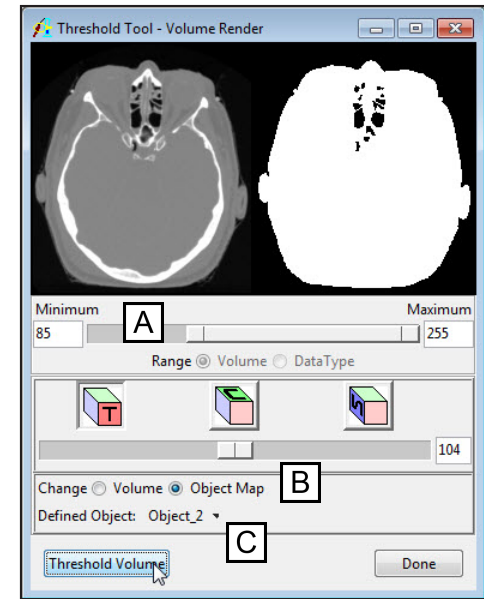 Threshold Tool - Volume Render
Minimum Maximum
85 A 255
Range Volume DataType
T C S
104
Change Volume Object Map B
Defined Object: Object_2 C
Threshold Volume Done